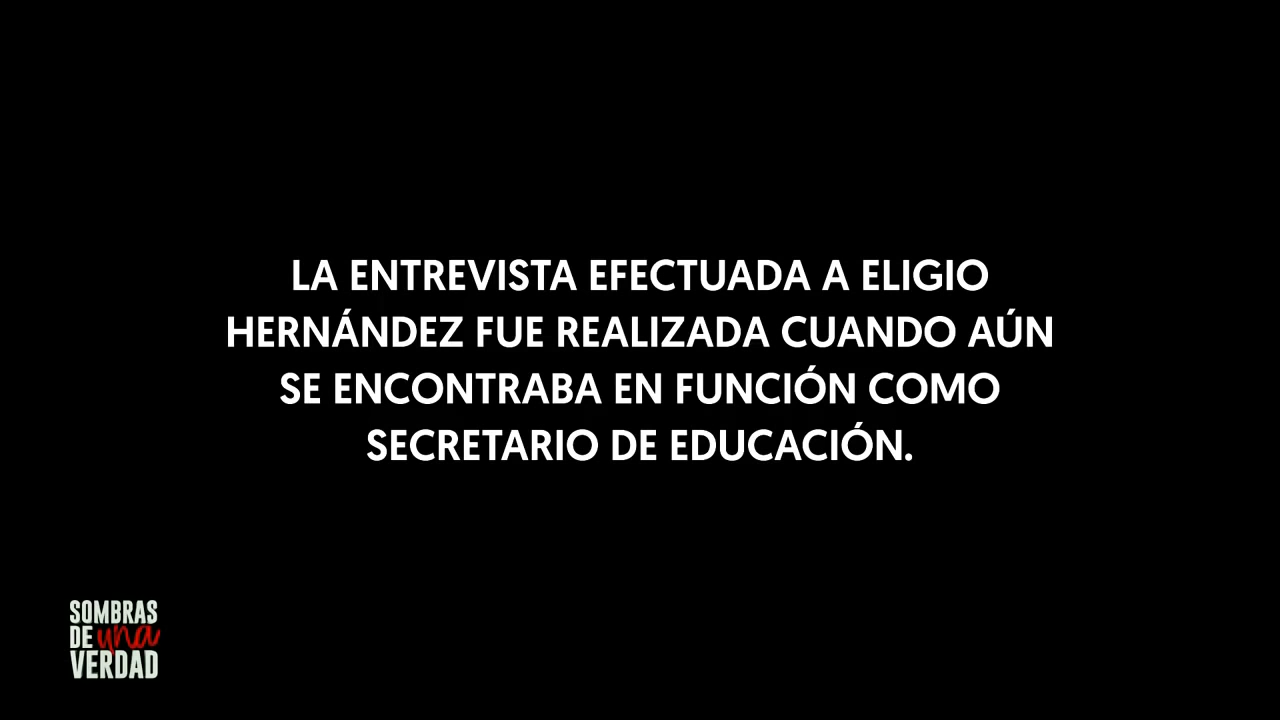 LA ENTREVISTA EFECTUADA A ELIGIO
HERNÁNDEZ FUE REALIZADA CUANDO AÚN
SE ENCONTRABA EN FUNCIÓN COMO
SECRETARIO DE EDUCACIÓN.
SOMBRAS
DE una
VERDAD